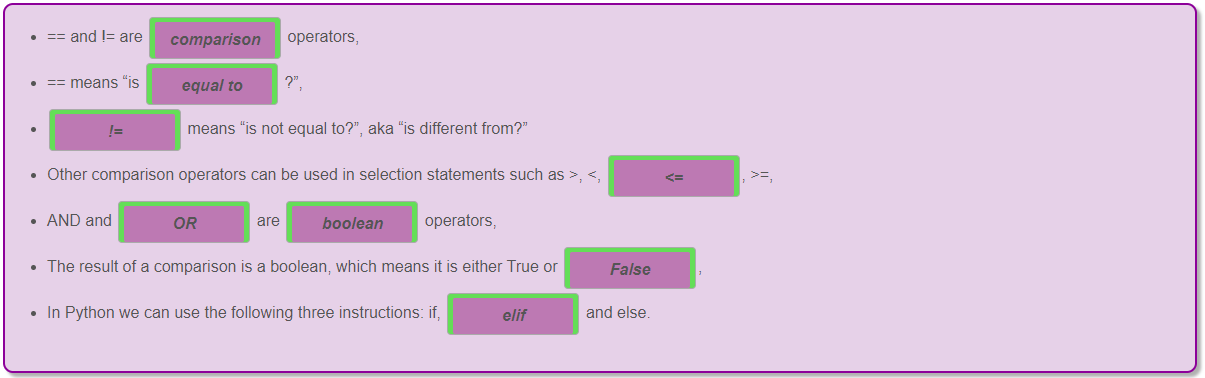 • == and != are comparison operators,
• == means “is equal to ?”,
• != means “is not equal to?”, aka “is different from?”
• Other comparison operators can be used in selection statements such as >, <, <= , >=,
• AND and OR are boolean operators,
• The result of a comparison is a boolean, which means it is either True or False ,
• In Python we can use the following three instructions: if, elif and else.